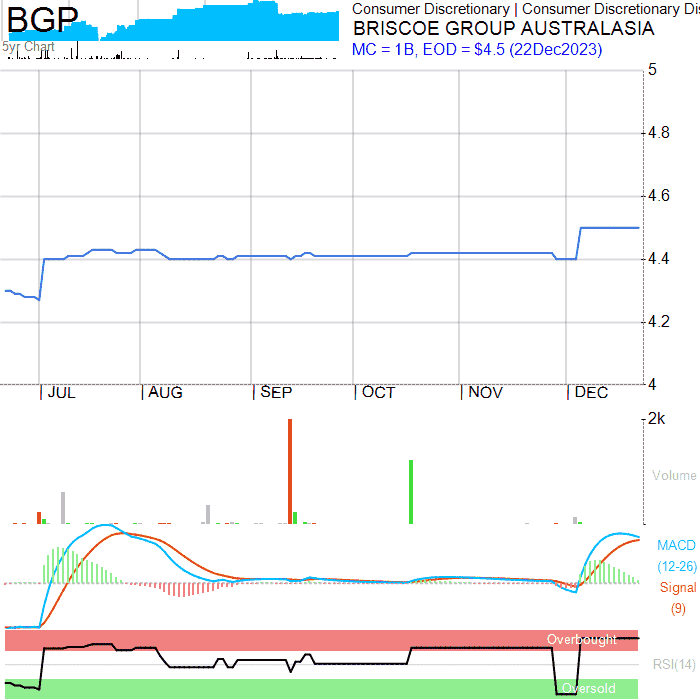 BGP
Consumer Discretionary | Consumer Discretionary Dis
BRISCOE GROUP AUSTRALASIA
5yr Chart
MC = 1B, EOD = $4.5 (22Dec2023)
5
4.8
4.6
4.4
4.2
4
JUL
AUG
SEP
OCT
NOV
DEC
2k
Volume
MACD
(12-26)
Signal
(9)
Overbought
RSI(14)
Oversold